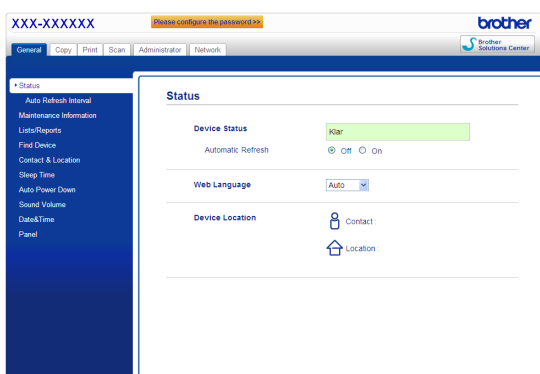 XXX-XXXXXX
Please configure the password >>
brother
General Copy Print Scan Administrator Network
Brother
Solutions Center
Status
Auto Refresh Interval
Maintenance Information
Lists/Reports
Find Device
Contact & Location
Sleep Time
Auto Power Down
Sound Volume
Date&Time
Panel
Status
Device Status
Klar
Automatic Refresh
Off On
Web Language
Auto
Device Location
Contact :
Location :